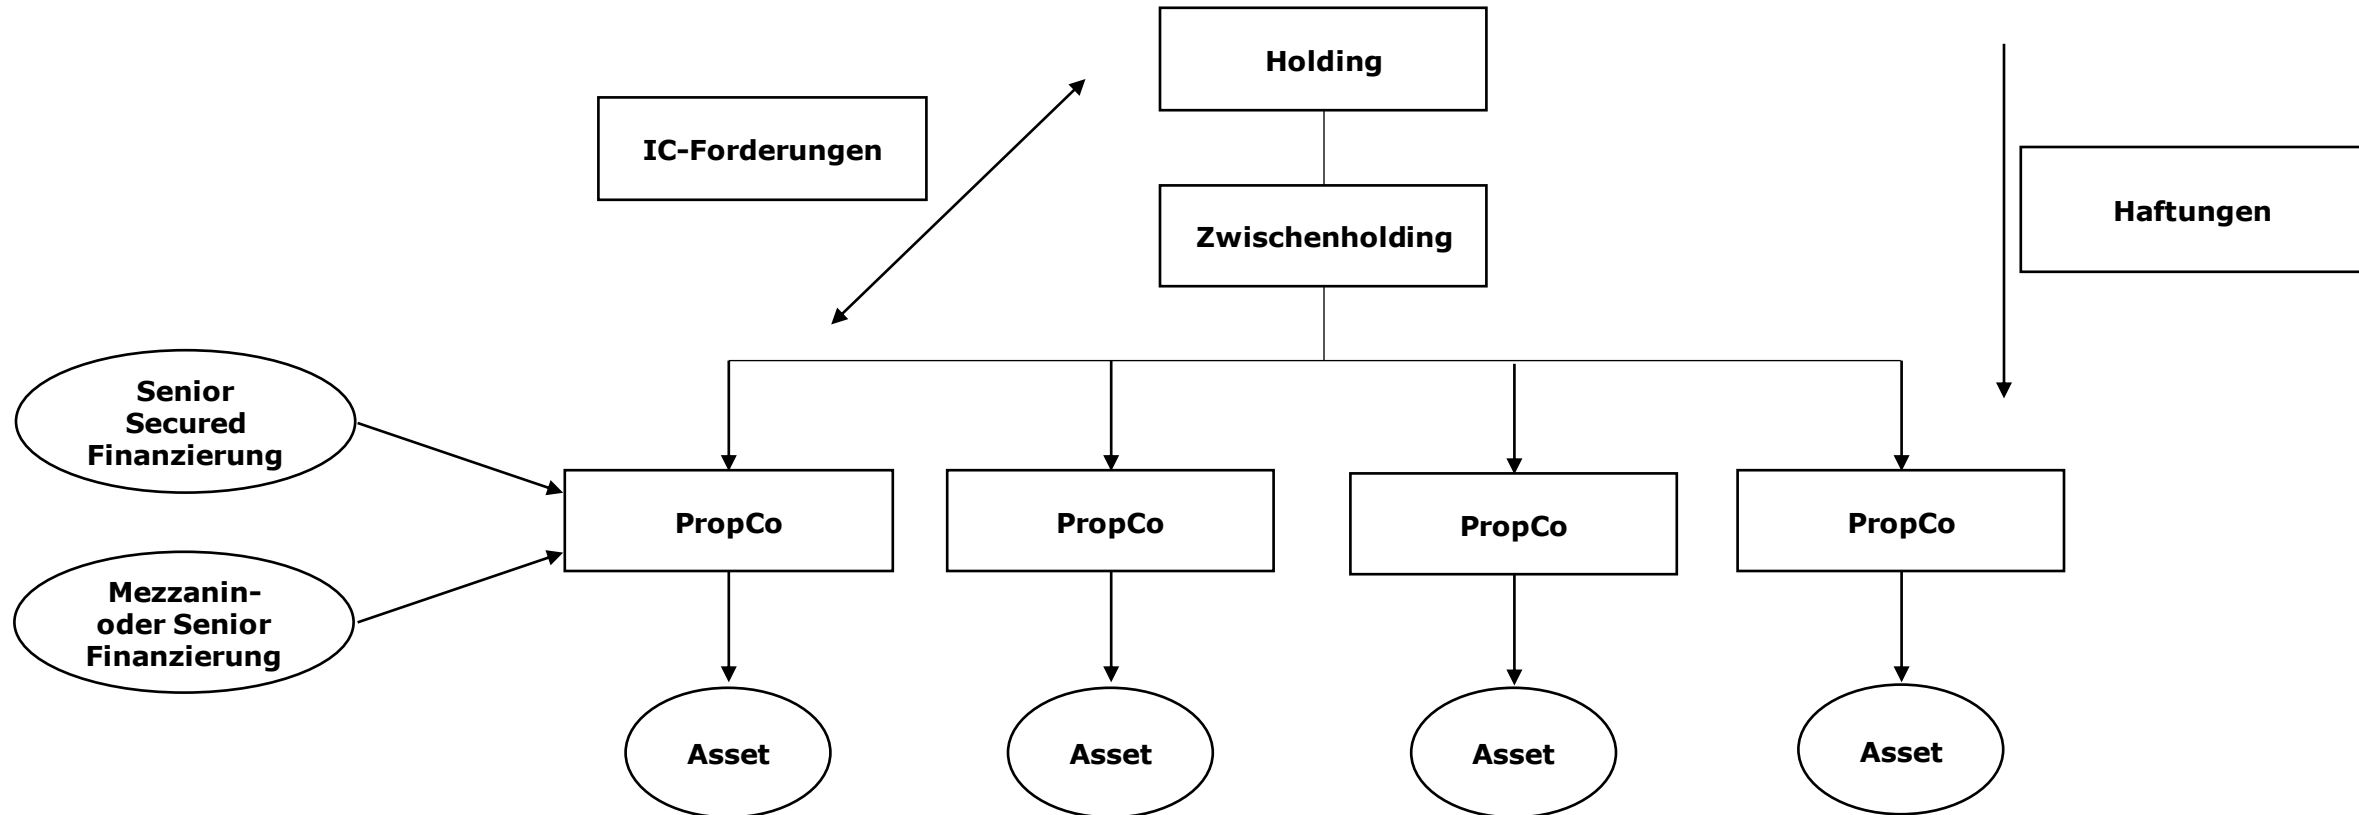 Holding
IC-Forderungen
Haftungen
Zwischenholding
Senior
Secured
Finanzierung
PropCo
PropCo
PropCo
PropCo
Mezzanin-
oder Senior
Finanzierung
Asset
Asset
Asset
Asset